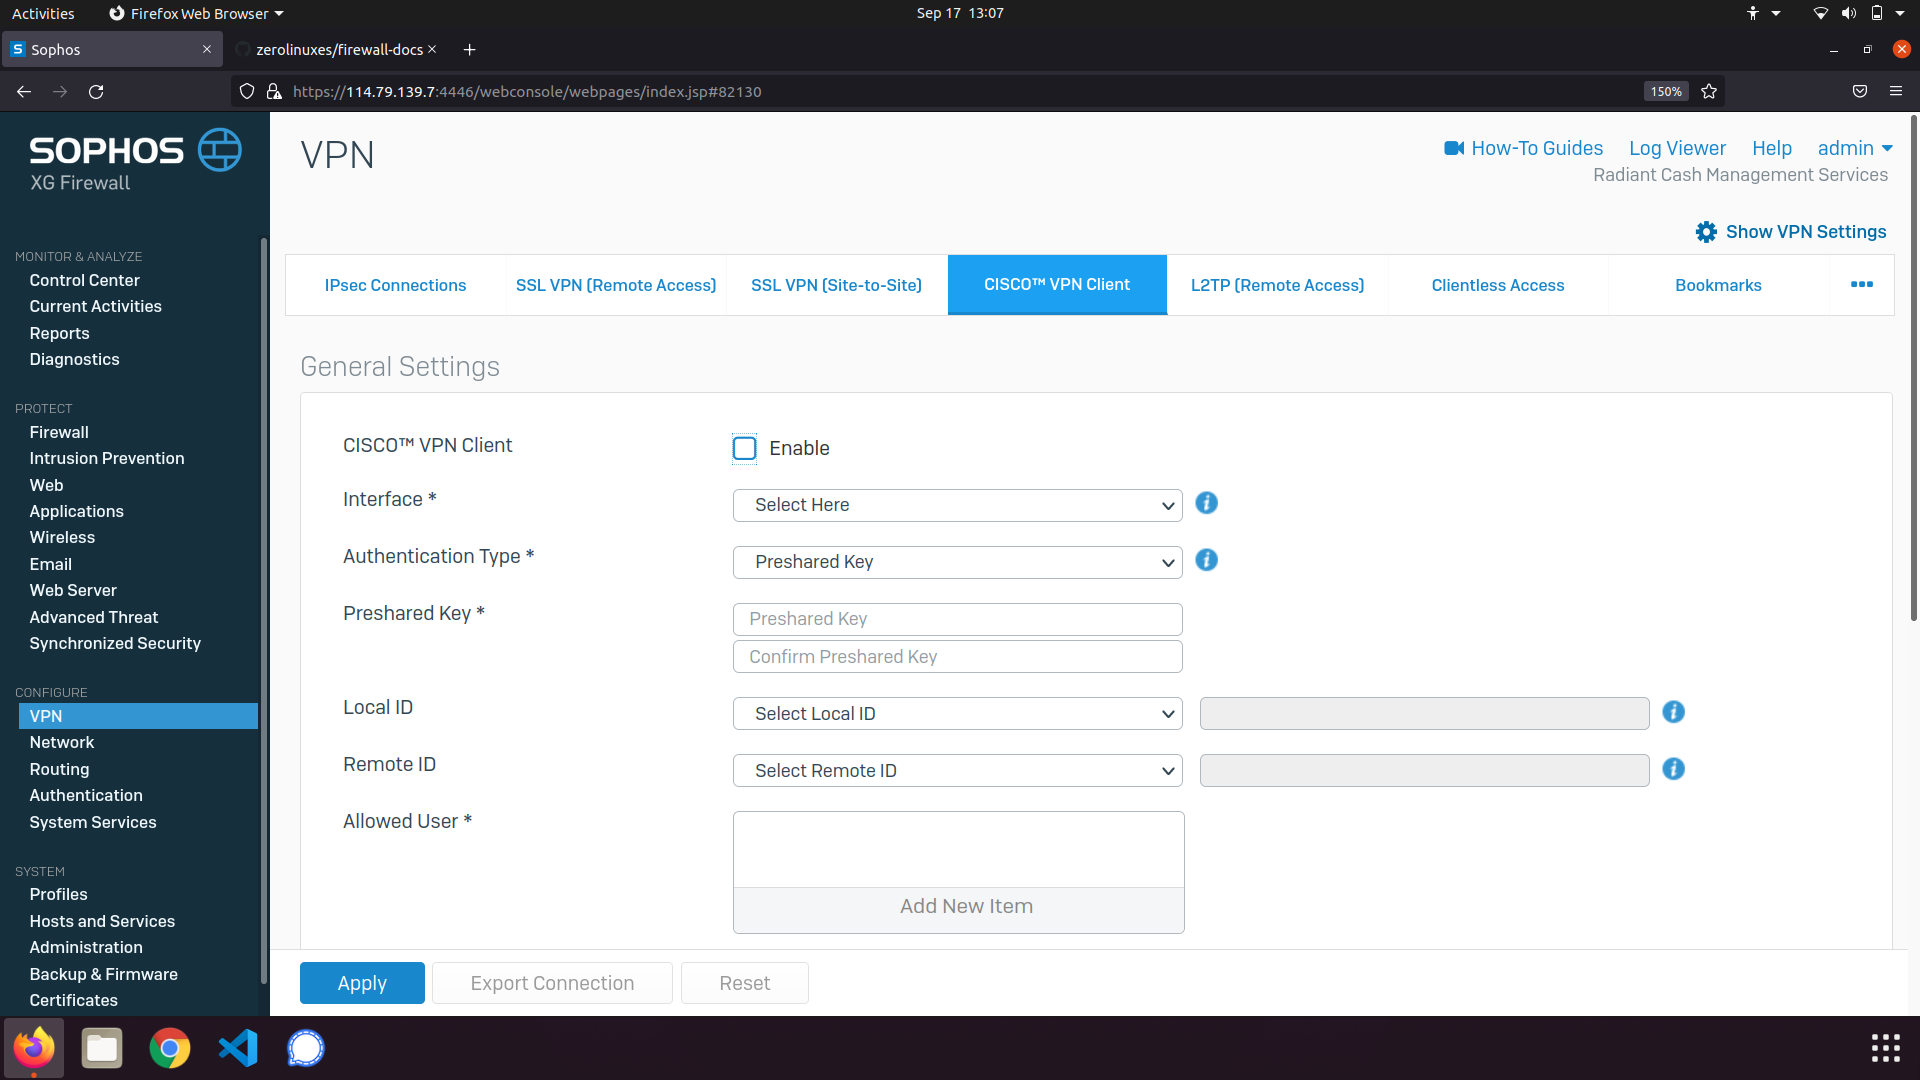 Activities
Firefox Web Browser
Sep 17 13:07
Sophos
zerolinuxes/firewall-docs
https://114.79.139.7:4446/webconsole/webpages/index.jsp#82130
150%
SOPHOS
XG Firewall
MONITOR & ANALYZE
Control Center
Current Activities
Reports
Diagnostics
PROTECT
Firewall
Intrusion Prevention
Web
Applications
Wireless
Email
Web Server
Advanced Threat
Synchronized Security
CONFIGURE
VPN
Network
Routing
Authentication
System Services
SYSTEM
Profiles
Hosts and Services
Administration
Backup & Firmware
Certificates
VPN
How-To Guides
Log Viewer
Help
admin
Radiant Cash Management Services
Show VPN Settings
IPsec Connections
SSL VPN (Remote Access)
SSL VPN (Site-to-Site)
CISCO™ VPN Client
L2TP (Remote Access)
Clientless Access
Bookmarks
General Settings
CISCO™ VPN Client
Enable
Interface *
Select Here
Authentication Type *
Preshared Key
Preshared Key *
Preshared Key
Confirm Preshared Key
Local ID
Select Local ID
Remote ID
Select Remote ID
Allowed User *
Add New Item
Apply
Export Connection
Reset